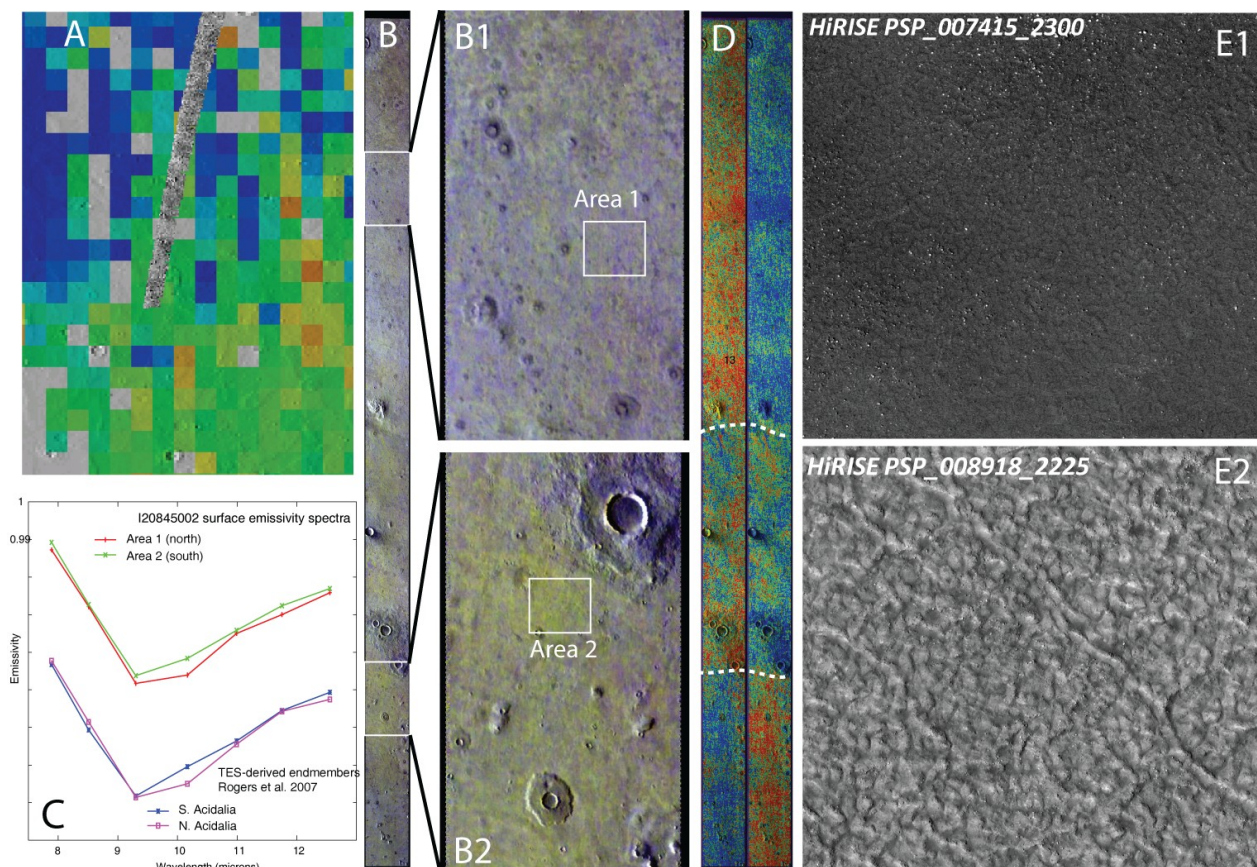 A
B
B1
Area 1
D
13
HiRISE PSP_007415_2300
E1
Area 2
B2
HiRISE PSP_008918_2225
E2
I20845002 surface emissivity spectra
Area 1 (north)
Area 2 (south)
0.99
Emissivity
TES-derived endmembers
Rogers et al. 2007
S. Acidalia
N. Acidalia
C
8 9 10 11 12
Wavelength (microns)